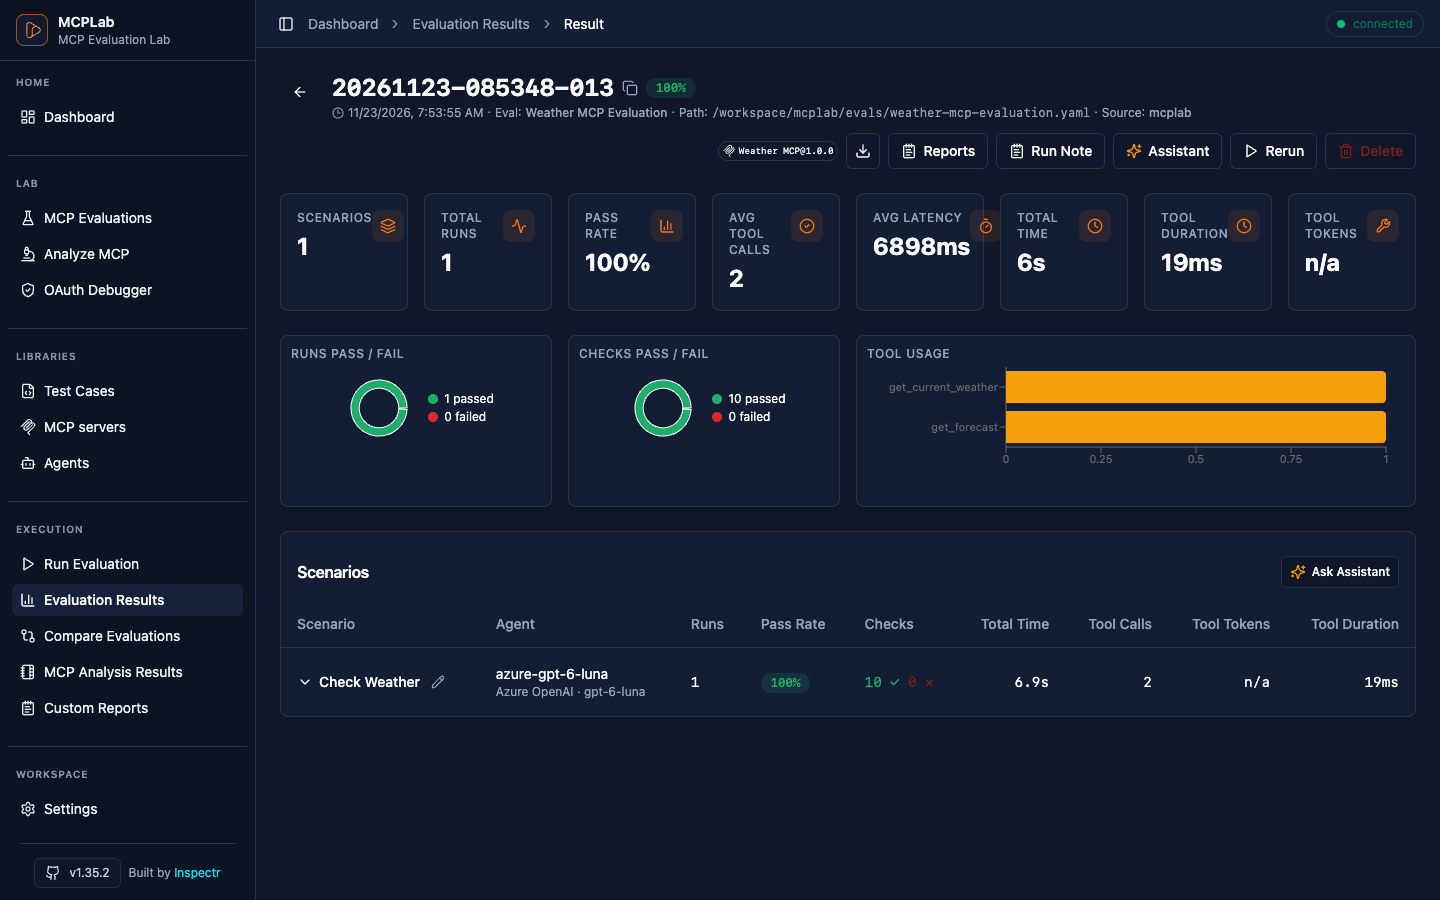 MCPLab
MCP Evaluation Lab
HOME
Dashboard
LAB
MCP Evaluations
Analyze MCP
OAuth Debugger
LIBRARIES
Test Cases
MCP servers
Agents
EXECUTION
Run Evaluation
Evaluation Results
Compare Evaluations
MCP Analysis Results
Custom Reports
WORKSPACE
Settings
v1.35.2 Built by Inspectr
Dashboard > Evaluation Results > Result
connected
20261123-085348-013 100%
11/23/2026, 7:53:55 AM · Eval: Weather MCP Evaluation · Path: /workspace/mcplab/evals/weather-mcp-evaluation.yaml · Source: mcplab
Weather MCP@1.0.0 Reports Run Note Assistant Rerun Delete
SCENARIOS
1
TOTAL RUNS
1
PASS RATE
100%
AVG TOOL CALLS
2
AVG LATENCY
6898ms
TOTAL TIME
6s
TOOL DURATION
19ms
TOOL TOKENS
n/a
RUNS PASS / FAIL
1 passed
0 failed
CHECKS PASS / FAIL
10 passed
0 failed
TOOL USAGE
get_current_weather
get_forecast
0 0.25 0.5 0.75 1
Scenarios
Ask Assistant
Scenario Agent Runs Pass Rate Checks Total Time Tool Calls Tool Tokens Tool Duration
Check Weather azure-gpt-6-luna 1 100% 10 ✓ 0 × 6.9s 2 n/a 19ms
Azure OpenAI · gpt-6-luna